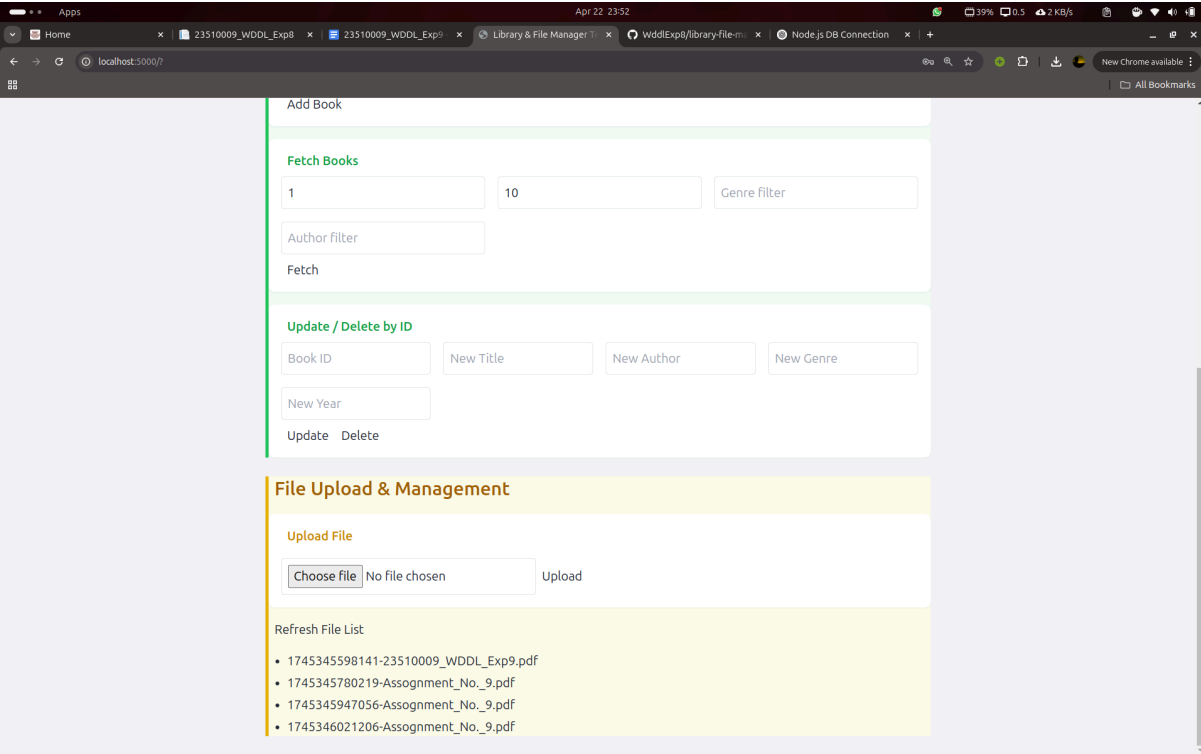 Apps
Apr 22 23:52
39% 0.5 2 KB/s
Home
23510009_WDDL_Exp8
23510009_WDDL_Exp9
Library & File Manager T
WddlExp8/library-file-ma
Node.js DB Connection
localhost:5000/?
New Chrome available
All Bookmarks
Add Book
Fetch Books
1 10 Genre filter
Author filter
Fetch
Update / Delete by ID
Book ID New Title New Author New Genre
New Year
Update Delete
File Upload & Management
Upload File
Choose file No file chosen Upload
Refresh File List
• 1745345598141-23510009_WDDL_Exp9.pdf
• 1745345780219-Assognment_No._9.pdf
• 1745345947056-Assognment_No._9.pdf
• 1745346021206-Assognment_No._9.pdf